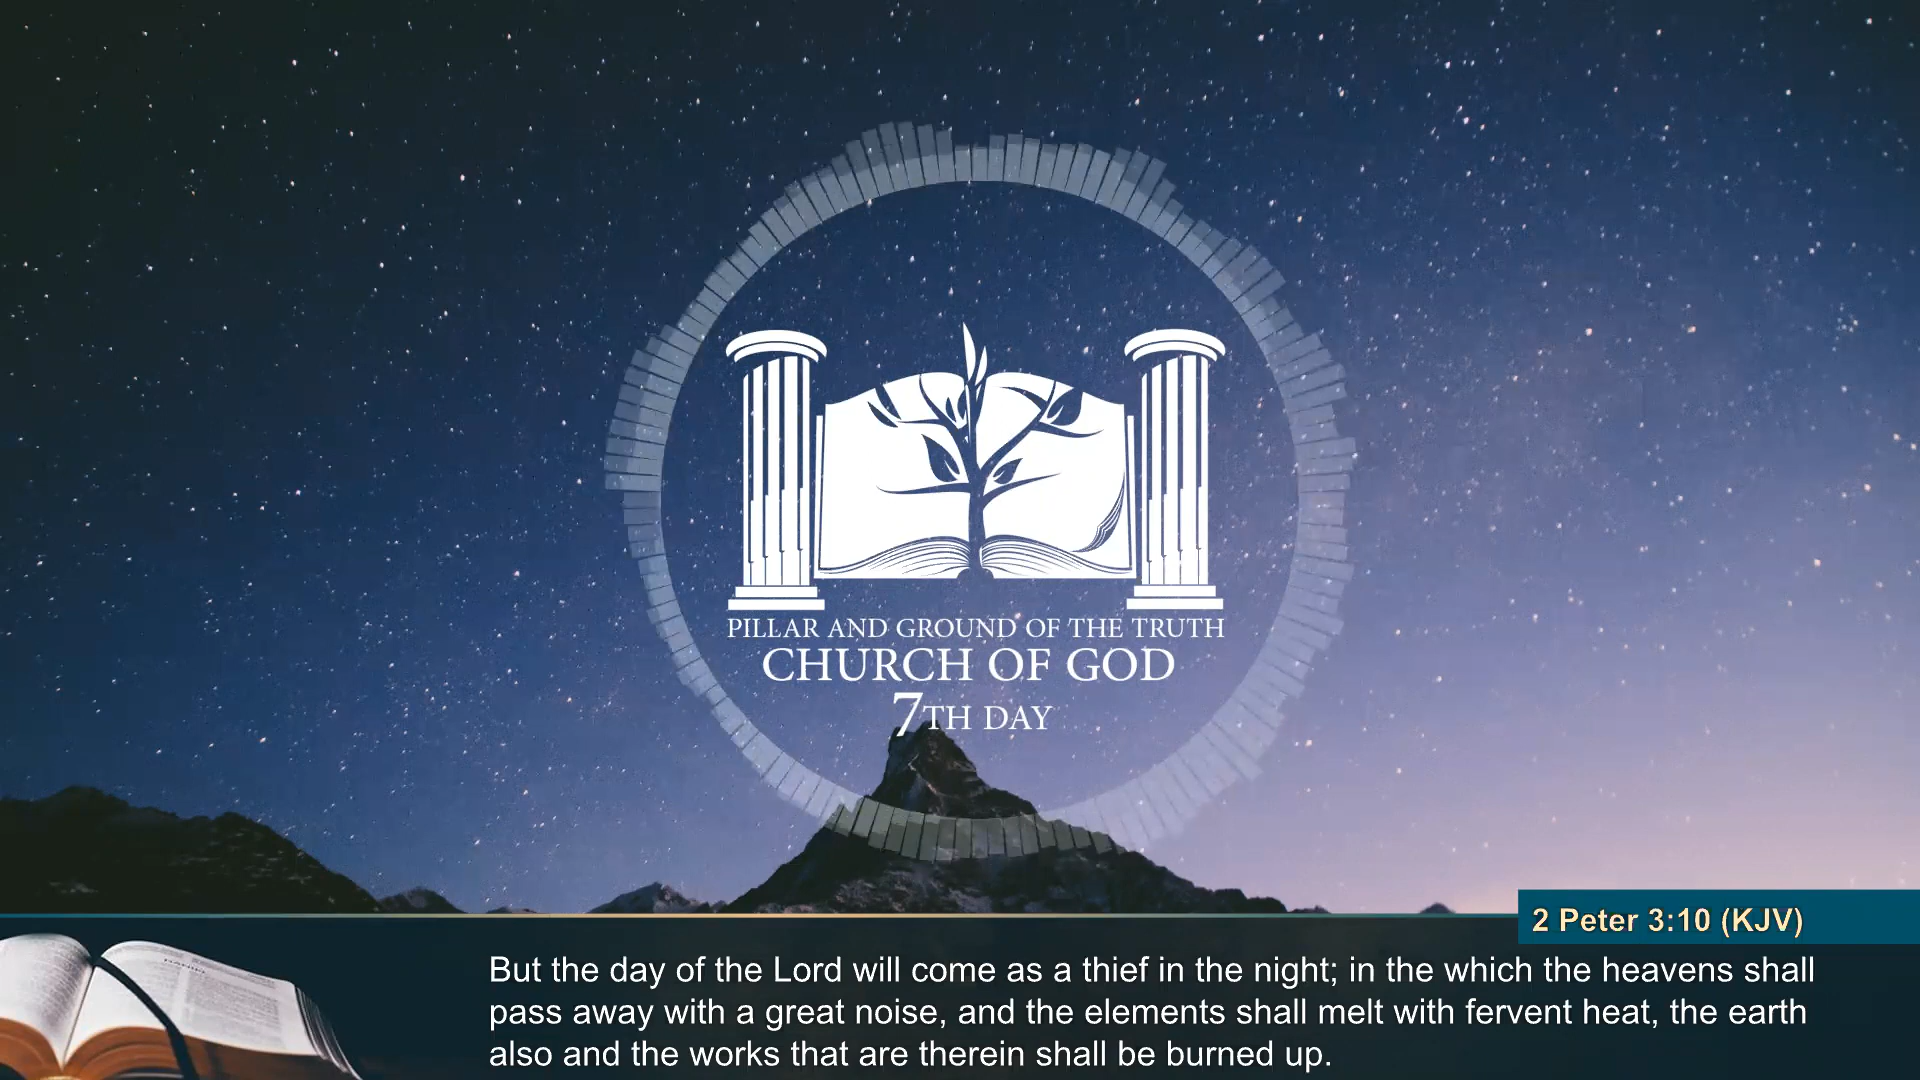 PILLAR AND GROUND OF THE TRUTH
CHURCH OF GOD
7TH DAY
2 Peter 3:10 (KJV)
But the day of the Lord will come as a thief in the night; in the which the heavens shall
pass away with a great noise, and the elements shall melt with fervent heat, the earth
also and the works that are therein shall be burned up.